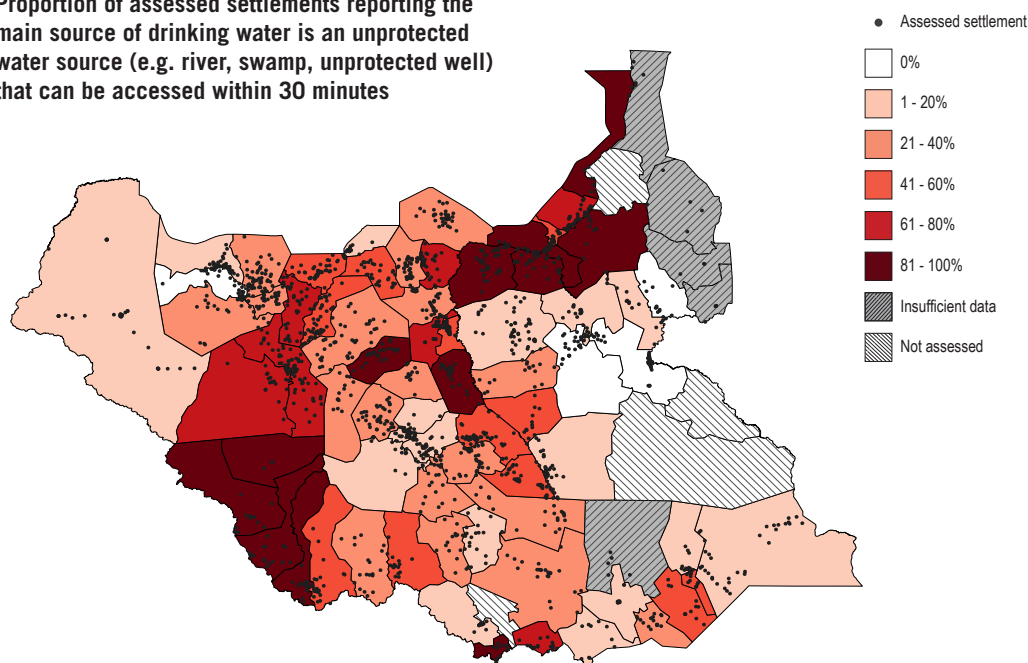 Proportion of assessed settlements reporting the
main source of drinking water is an unprotected
water source (e.g. river, swamp, unprotected well)
that can be accessed within 30 minutes
Assessed settlement
0%
1 - 20%
21 - 40%
41 - 60%
61 - 80%
81 - 100%
Insufficient data
Not assessed